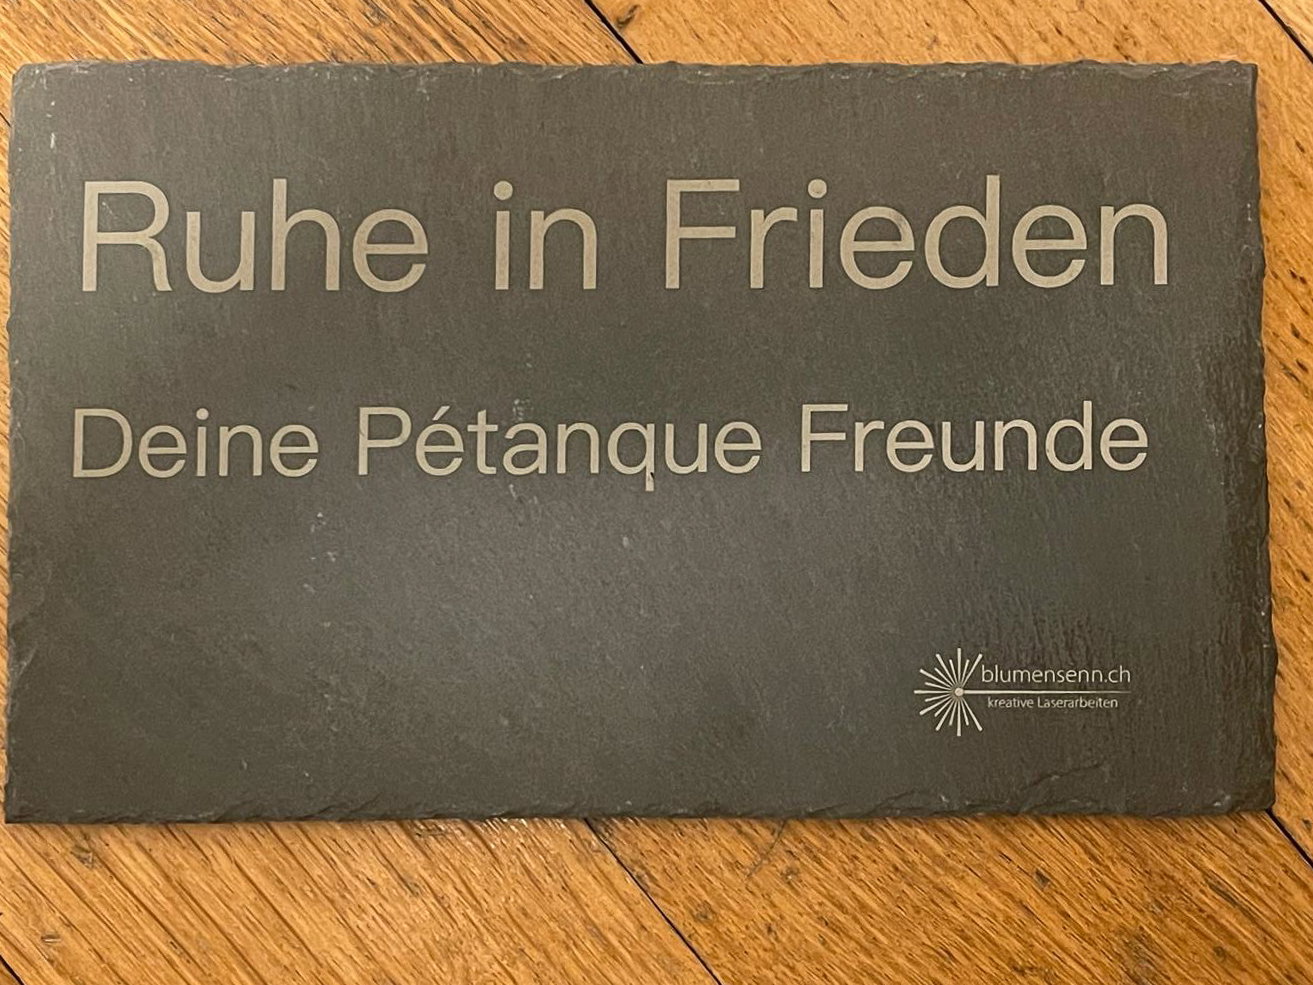 Ruhe in Frieden
Deine Pétanque Freunde
blumensenn.ch
kreative Laserarbeiten